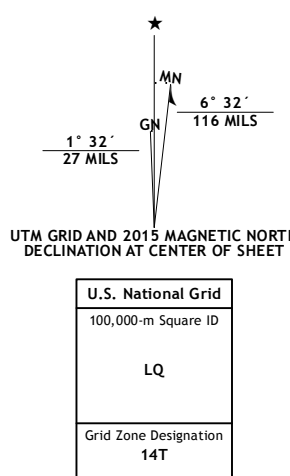 ★
MN
GN
6° 32´
116 MILS
1° 32´
27 MILS
UTM GRID AND 2015 MAGNETIC NORT
DECLINATION AT CENTER OF SHEET
U.S. National Grid
100,000-m Square ID
LQ
Grid Zone Designation
14T